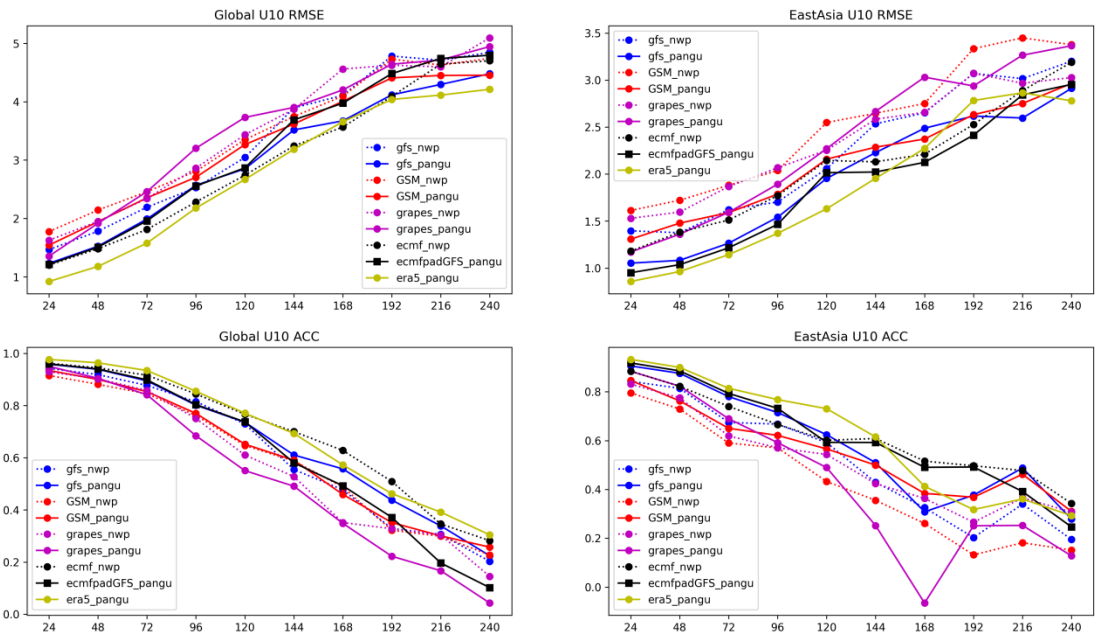 Global U10 RMSE
5
4
3
2
1
gfs_nwp
gfs_pangu
GSM_nwp
GSM_pangu
grapes_nwp
grapes_pangu
ecmf_nwp
ecmfpadGFS_pangu
era5_pangu
24 48 72 96 120 144 168 192 216 240
EastAsia U10 RMSE
3.5
3.0
2.5
2.0
1.5
1.0
gfs_nwp
gfs_pangu
GSM_nwp
GSM_pangu
grapes_nwp
grapes_pangu
ecmf_nwp
ecmfpadGFS_pangu
era5_pangu
24 48 72 96 120 144 168 192 216 240
Global U10 ACC
1.0
0.8
0.6
0.4
0.2
0.0
gfs_nwp
gfs_pangu
GSM_nwp
GSM_pangu
grapes_nwp
grapes_pangu
ecmf_nwp
ecmfpadGFS_pangu
era5_pangu
24 48 72 96 120 144 168 192 216 240
EastAsia U10 ACC
0.8
0.6
0.4
0.2
0.0
gfs_nwp
gfs_pangu
GSM_nwp
GSM_pangu
grapes_nwp
grapes_pangu
ecmf_nwp
ecmfpadGFS_pangu
era5_pangu
24 48 72 96 120 144 168 192 216 240